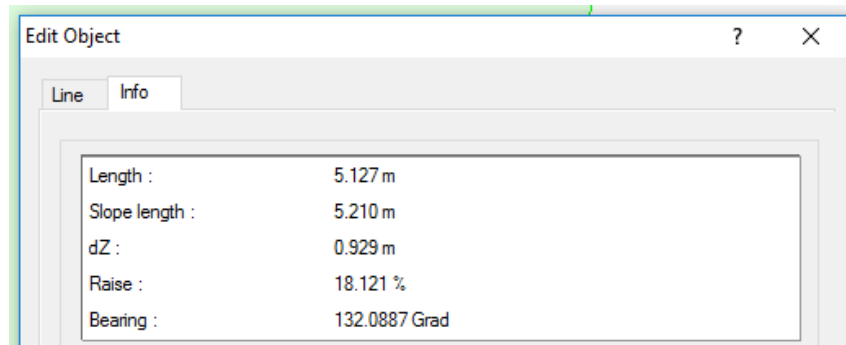 Edit Object ? ×
Line Info
Length : 5.127 m
Slope length : 5.210 m
dZ : 0.929 m
Raise : 18.121 %
Bearing : 132.0887 Grad